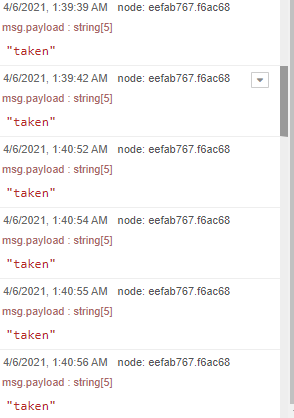 4/6/2021, 1:39:39 AM node: eefab767.f6ac68
msg.payload : string[5]
"taken"
4/6/2021, 1:39:42 AM node: eefab767.f6ac68
msg.payload : string[5]
"taken"
4/6/2021, 1:40:52 AM node: eefab767.f6ac68
msg.payload : string[5]
"taken"
4/6/2021, 1:40:54 AM node: eefab767.f6ac68
msg.payload : string[5]
"taken"
4/6/2021, 1:40:55 AM node: eefab767.f6ac68
msg.payload : string[5]
"taken"
4/6/2021, 1:40:56 AM node: eefab767.f6ac68
msg.payload : string[5]
"taken"